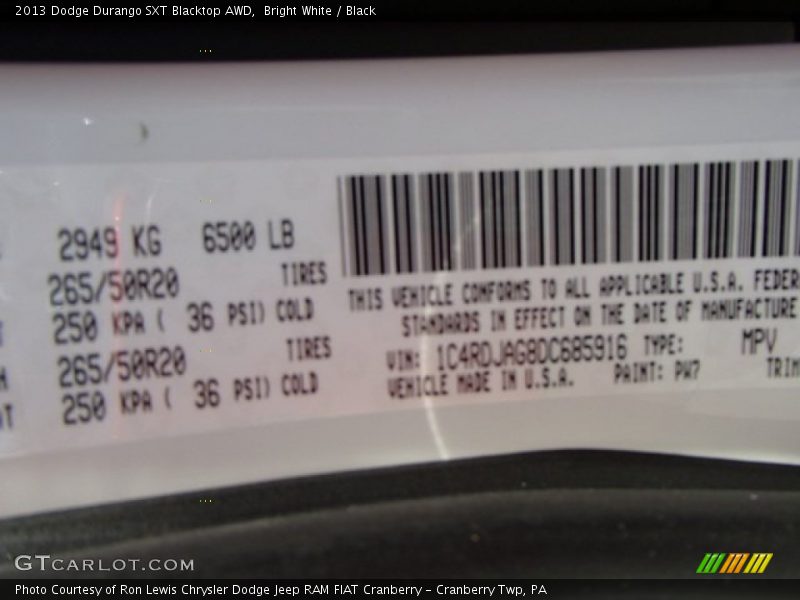 2013 Dodge Durango SXT Blacktop AWD,  Bright White / Black
2949 KG 6500 LB
265/50R20 TIRES
250 KPA ( 36 PSI) COLD
265/50R20 TIRES
250 KPA ( 36 PSI) COLD
THIS VEHICLE CONFORMS TO ALL APPLICABLE U.S.A. FEDER
STANDARDS IN EFFECT ON THE DATE OF MANUFACTURE
VIN: 1C4RDJAG8DC685916 TYPE: MPV
VEHICLE MADE IN U.S.A. PAINT: PW7 TRIM
GTCARLOT.COM
Photo Courtesy of Ron Lewis Chrysler Dodge Jeep RAM FIAT Cranberry – Cranberry Twp, PA